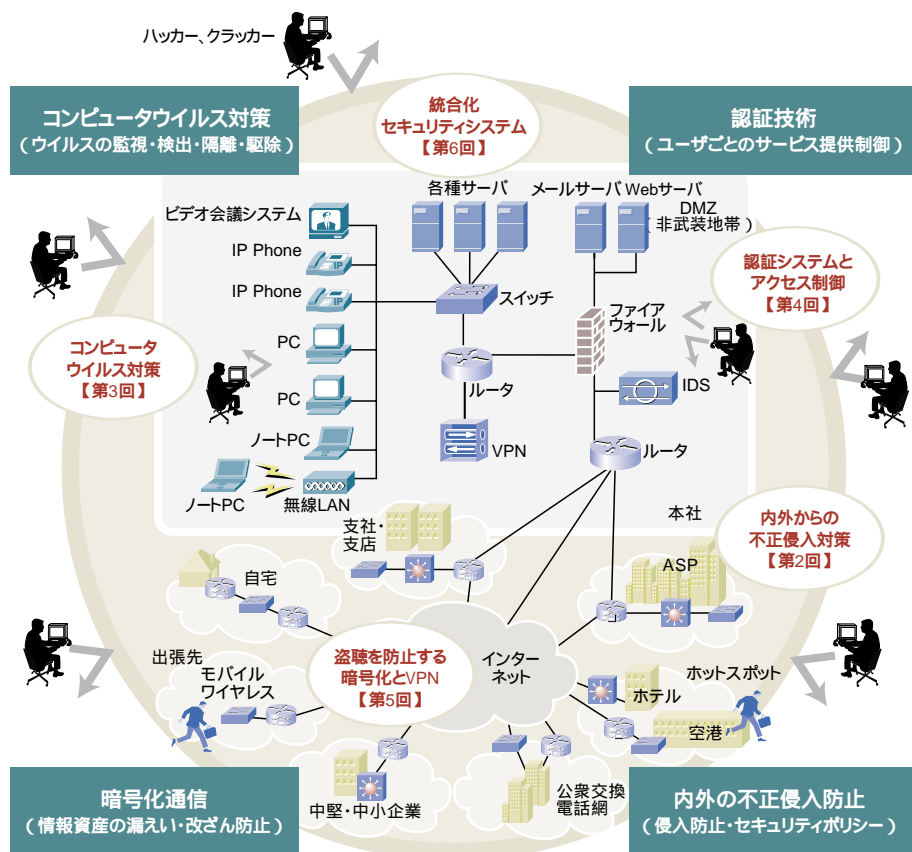 ハッカー、クラッカー
コンピュータウイルス対策
（ウイルスの監視・検出・隔離・駆除）
統合化
セキュリティシステム
【第6回】
認証技術
（ユーザごとのサービス提供制御）
ビデオ会議システム
IP Phone
IP Phone
PC
PC
ノートPC
ノートPC
無線LAN
各種サーバ
スイッチ
ルータ
VPN
メールサーバ Webサーバ
DMZ
（非武装地帯）
ファイア
ウォール
IDS
ルータ
本社
認証システムと
アクセス制御
【第4回】
コンピュータ
ウイルス対策
【第3回】
内外からの
不正侵入対策
【第2回】
支社・
支店
自宅
ASP
出張先
モバイル
ワイヤレス
盗聴を防止する
暗号化とVPN
【第5回】
インター
ネット
ホテル
ホットスポット
空港
中堅・中小企業
公衆交換
電話網
暗号化通信
（情報資産の漏えい・改ざん防止）
内外の不正侵入防止
（侵入防止・セキュリティポリシー）
IP
IP